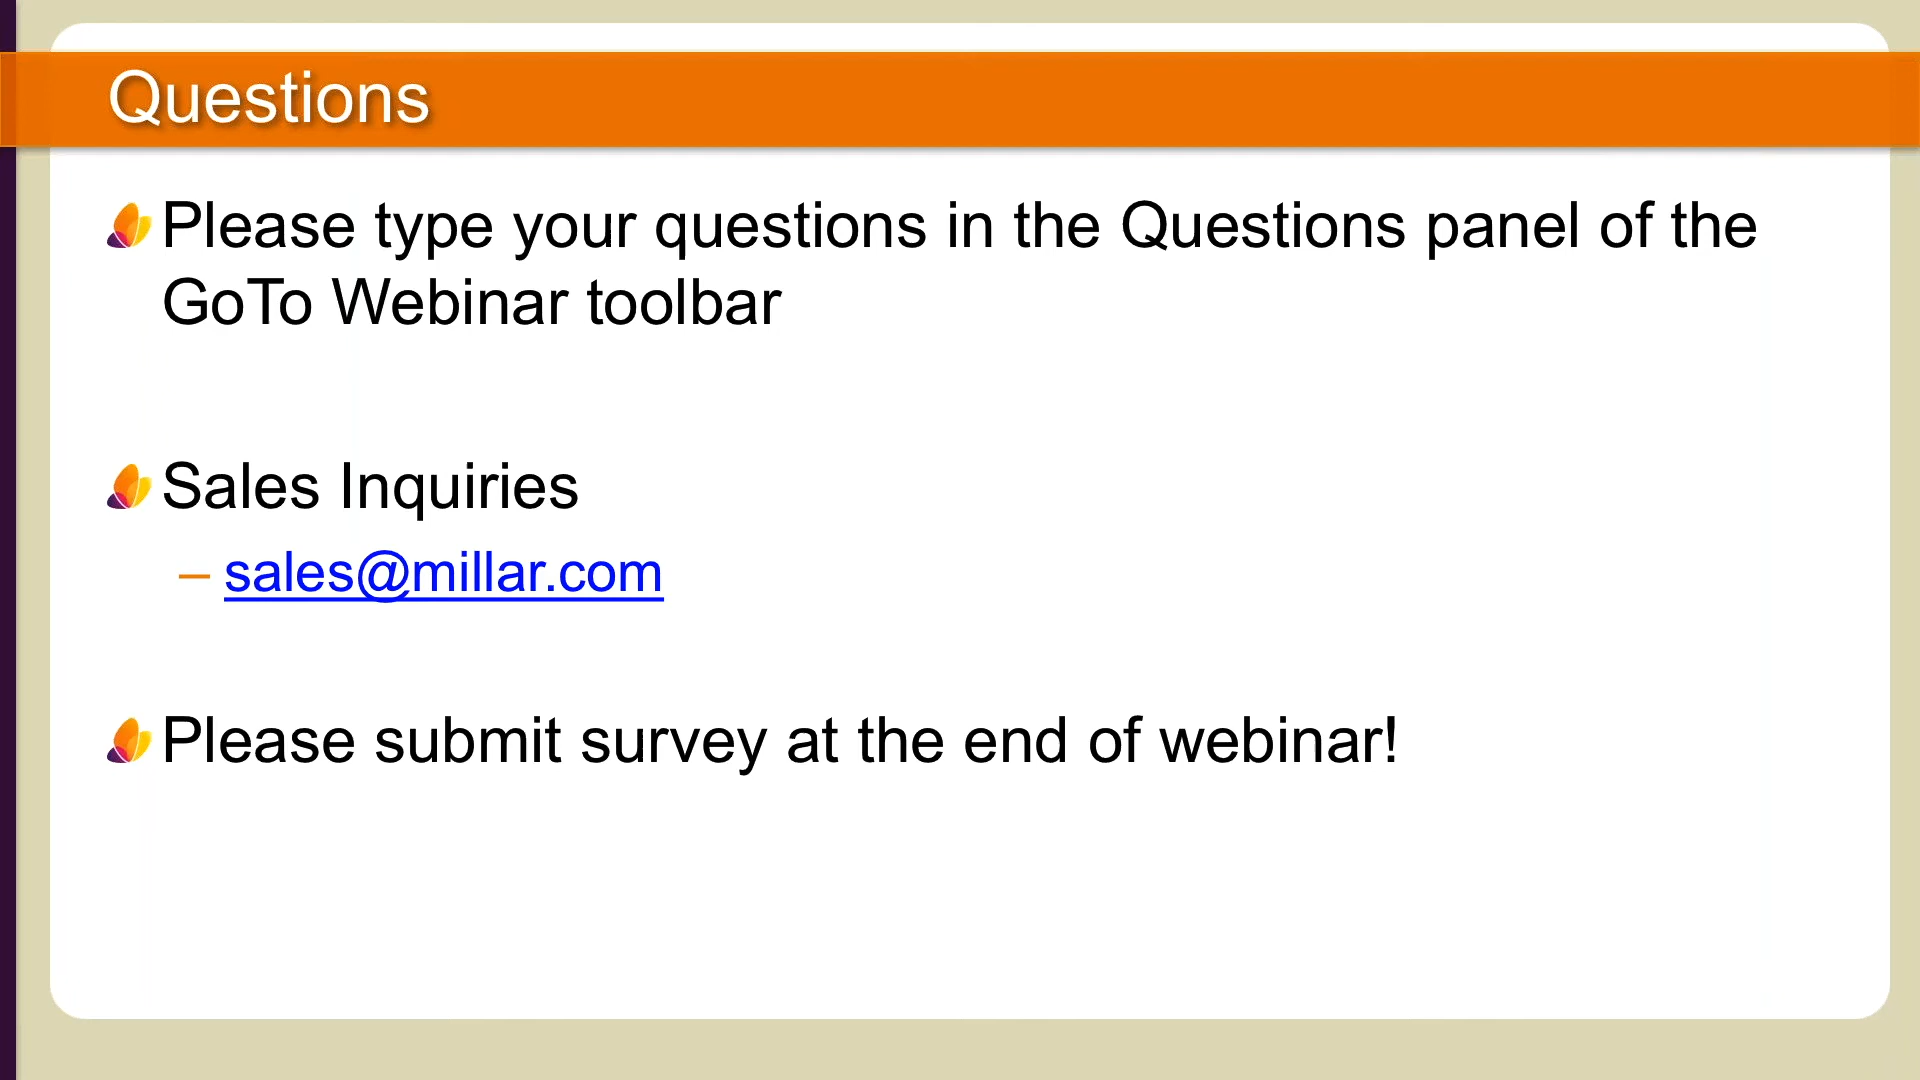 Questions
Please type your questions in the Questions panel of the
GoTo Webinar toolbar
Sales Inquiries
– sales@millar.com
Please submit survey at the end of webinar!